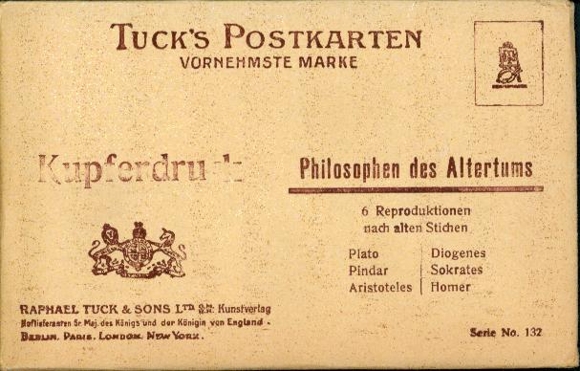 TUCK'S POSTKARTEN
VORNEHMSTE MARKE
Kupferdruck
Philosophen des Altertums
6 Reproduktionen
nach alten Stichen
Plato
Pindar
Aristoteles
Diogenes
Sokrates
Homer
RAPHAEL TUCK & SONS LTD Kunstverlag
Hoflieferanten Sr. Maj. des Königs und der Königin von England.
BERLIN. PARIS. LONDON. NEW YORK.
Serie No. 132